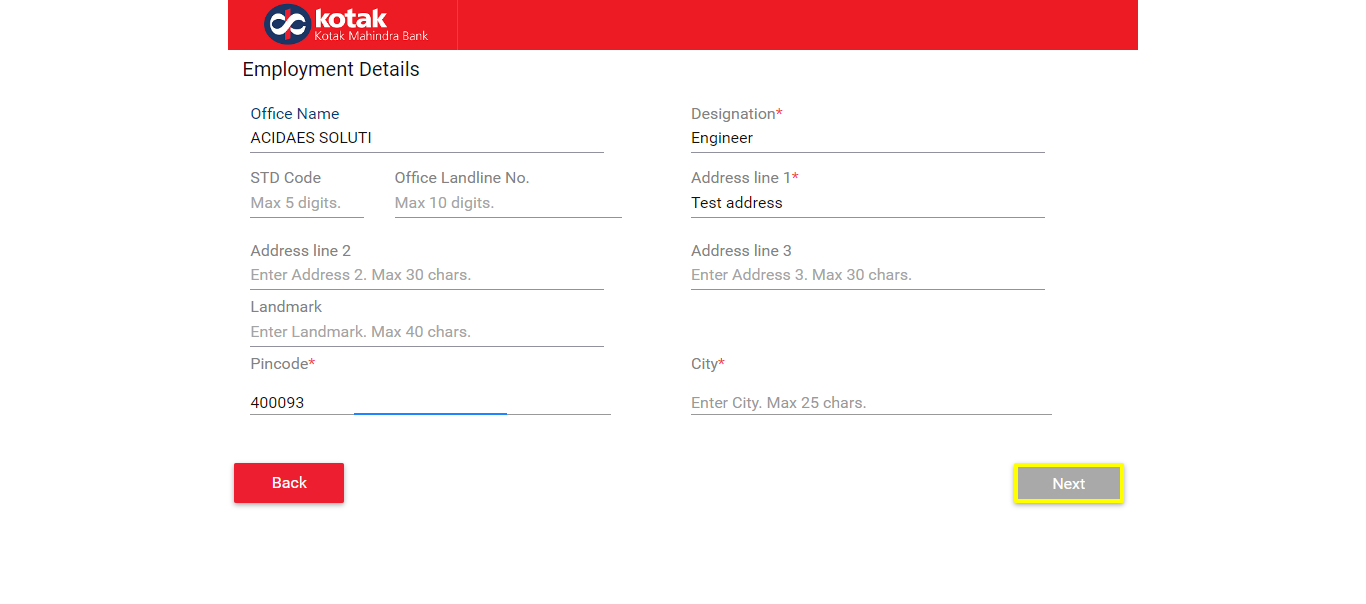 kotak
Kotak Mahindra Bank
Employment Details
Office Name
ACIDAES SOLUTI
Designation*
Engineer
STD Code
Max 5 digits.
Office Landline No.
Max 10 digits.
Address line 1*
Test address
Address line 2
Enter Address 2. Max 30 chars.
Address line 3
Enter Address 3. Max 30 chars.
Landmark
Enter Landmark. Max 40 chars.
Pincode*
400093
City*
Enter City. Max 25 chars.
Back
Next